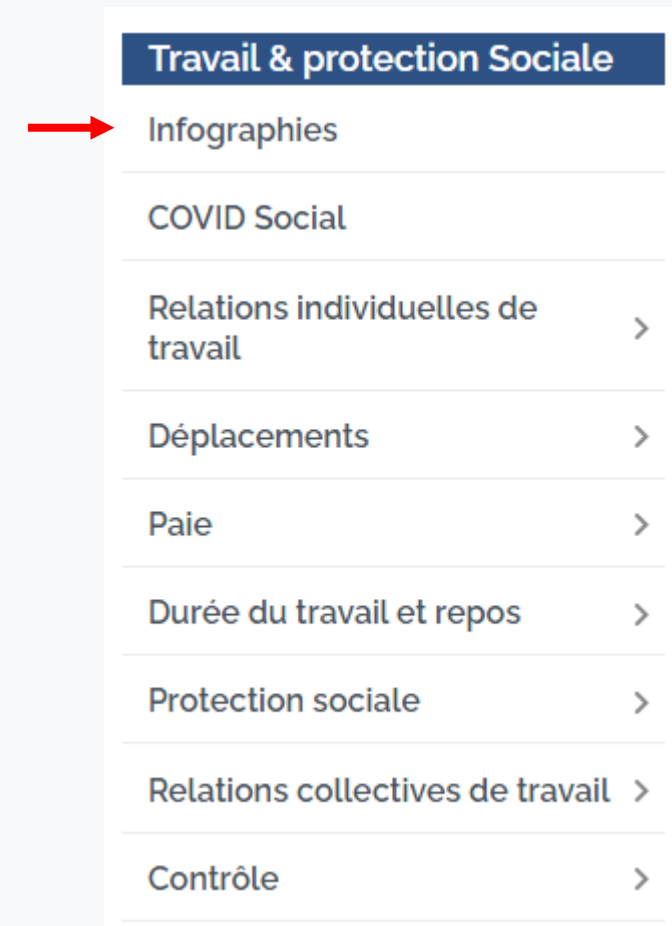 Travail & protection Sociale
Infographies
COVID Social
Relations individuelles de
travail
Déplacements
Paie
Durée du travail et repos
Protection sociale
Relations collectives de travail
Contrôle